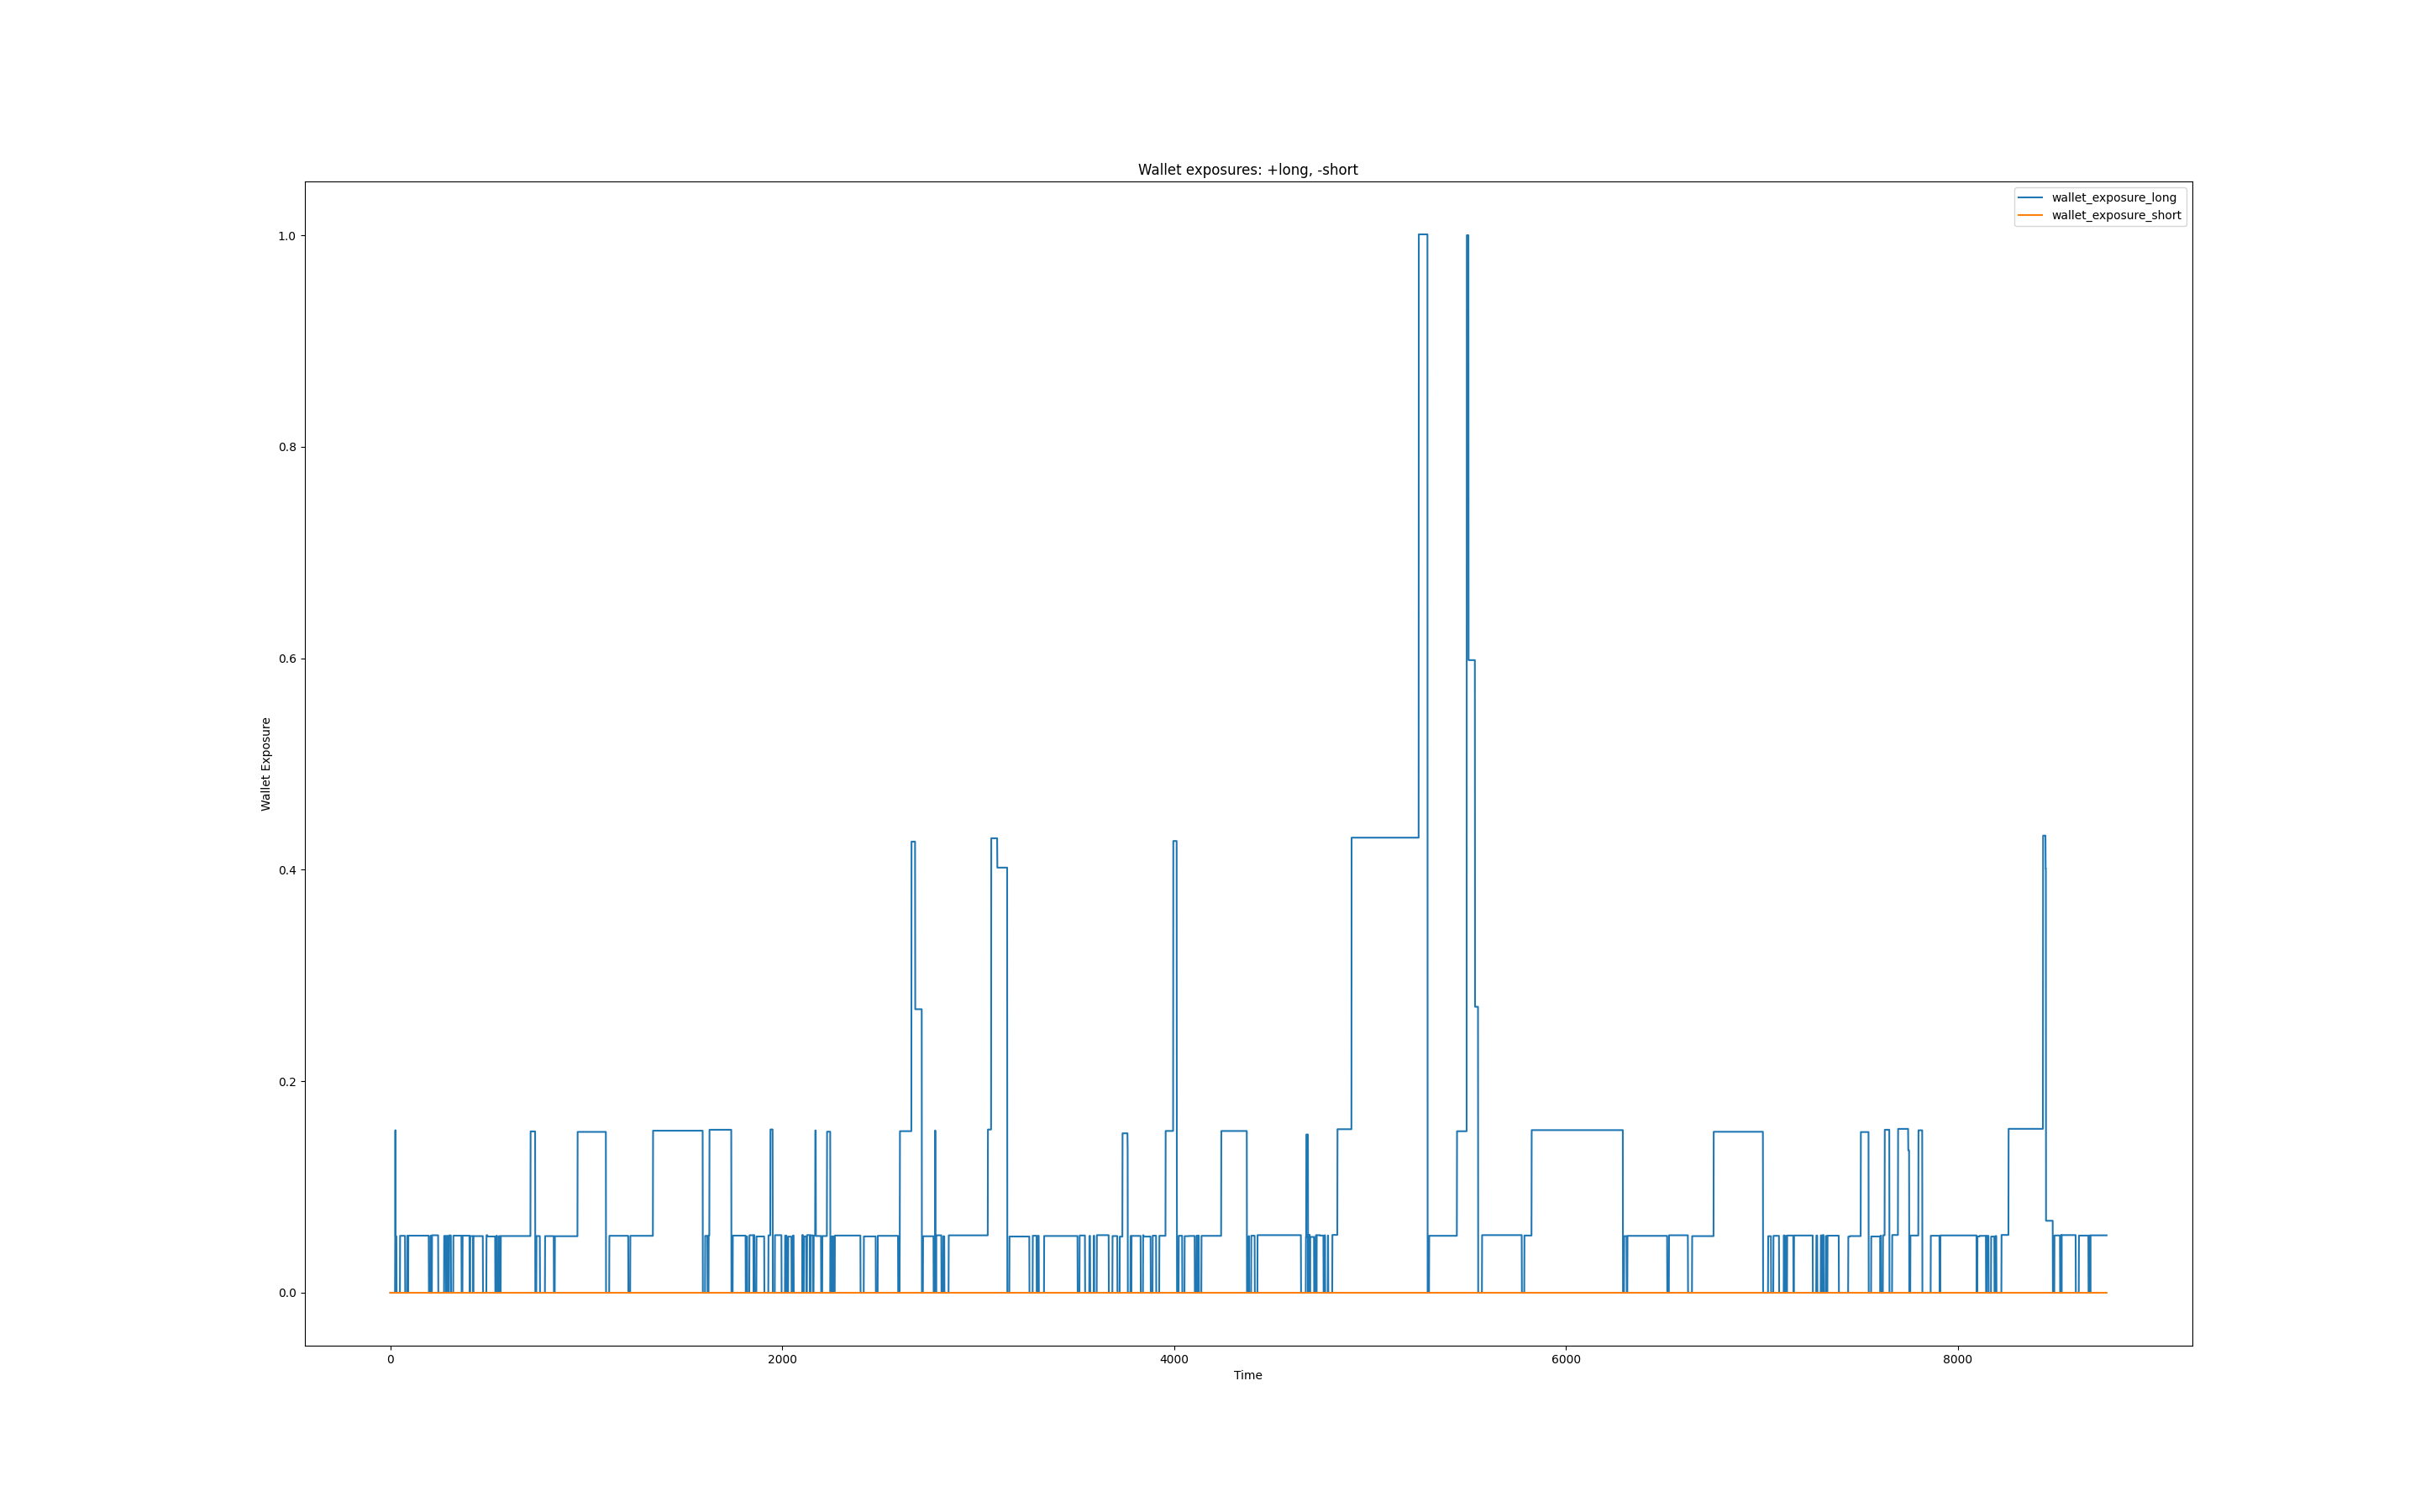 Wallet exposures: +long, -short
wallet_exposure_long
wallet_exposure_short
1.0
0.8
0.6
0.4
0.2
0.0
Wallet Exposure
0 2000 4000 6000 8000
Time